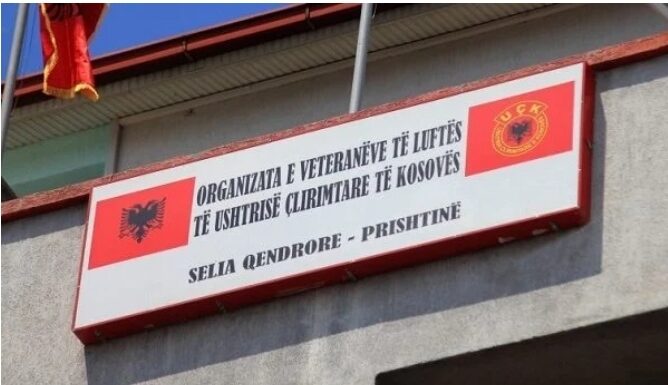 ORGANIZATA E VETERANËVE TË LUFTËS
TË USHTRISË ÇLIRIMTARE TË KOSOVËS
SELIA QENDRORE - PRISHTINË
UÇK